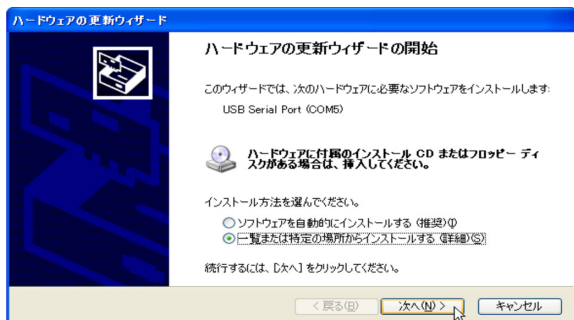 ハードウェアの更新ウィザード
ハードウェアの更新ウィザードの開始
このウィザードでは、次のハードウェアに必要なソフトウェアをインストールします:
USB Serial Port (COM5)
ハードウェアに付属のインストール CD またはフロッピー ディ
スクがある場合は、挿入してください。
インストール方法を選んでください。
ソフトウェアを自動的にインストールする (推奨)(I)
一覧または特定の場所からインストールする (詳細)(S)
続行するには、[次へ] をクリックしてください。
< 戻る(B) 次へ(N) > キャンセル